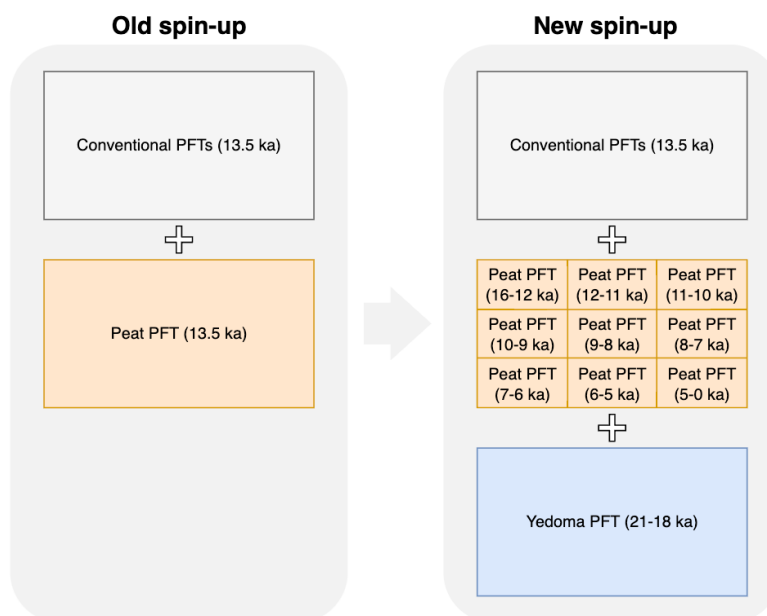 Old spin-up
New spin-up
Conventional PFTs (13.5 ka)
Conventional PFTs (13.5 ka)
Peat PFT (13.5 ka)
Peat PFT
(16-12 ka)
Peat PFT
(12-11 ka)
Peat PFT
(11-10 ka)
Peat PFT
(10-9 ka)
Peat PFT
(9-8 ka)
Peat PFT
(8-7 ka)
Peat PFT
(7-6 ka)
Peat PFT
(6-5 ka)
Peat PFT
(5-0 ka)
Yedoma PFT (21-18 ka)